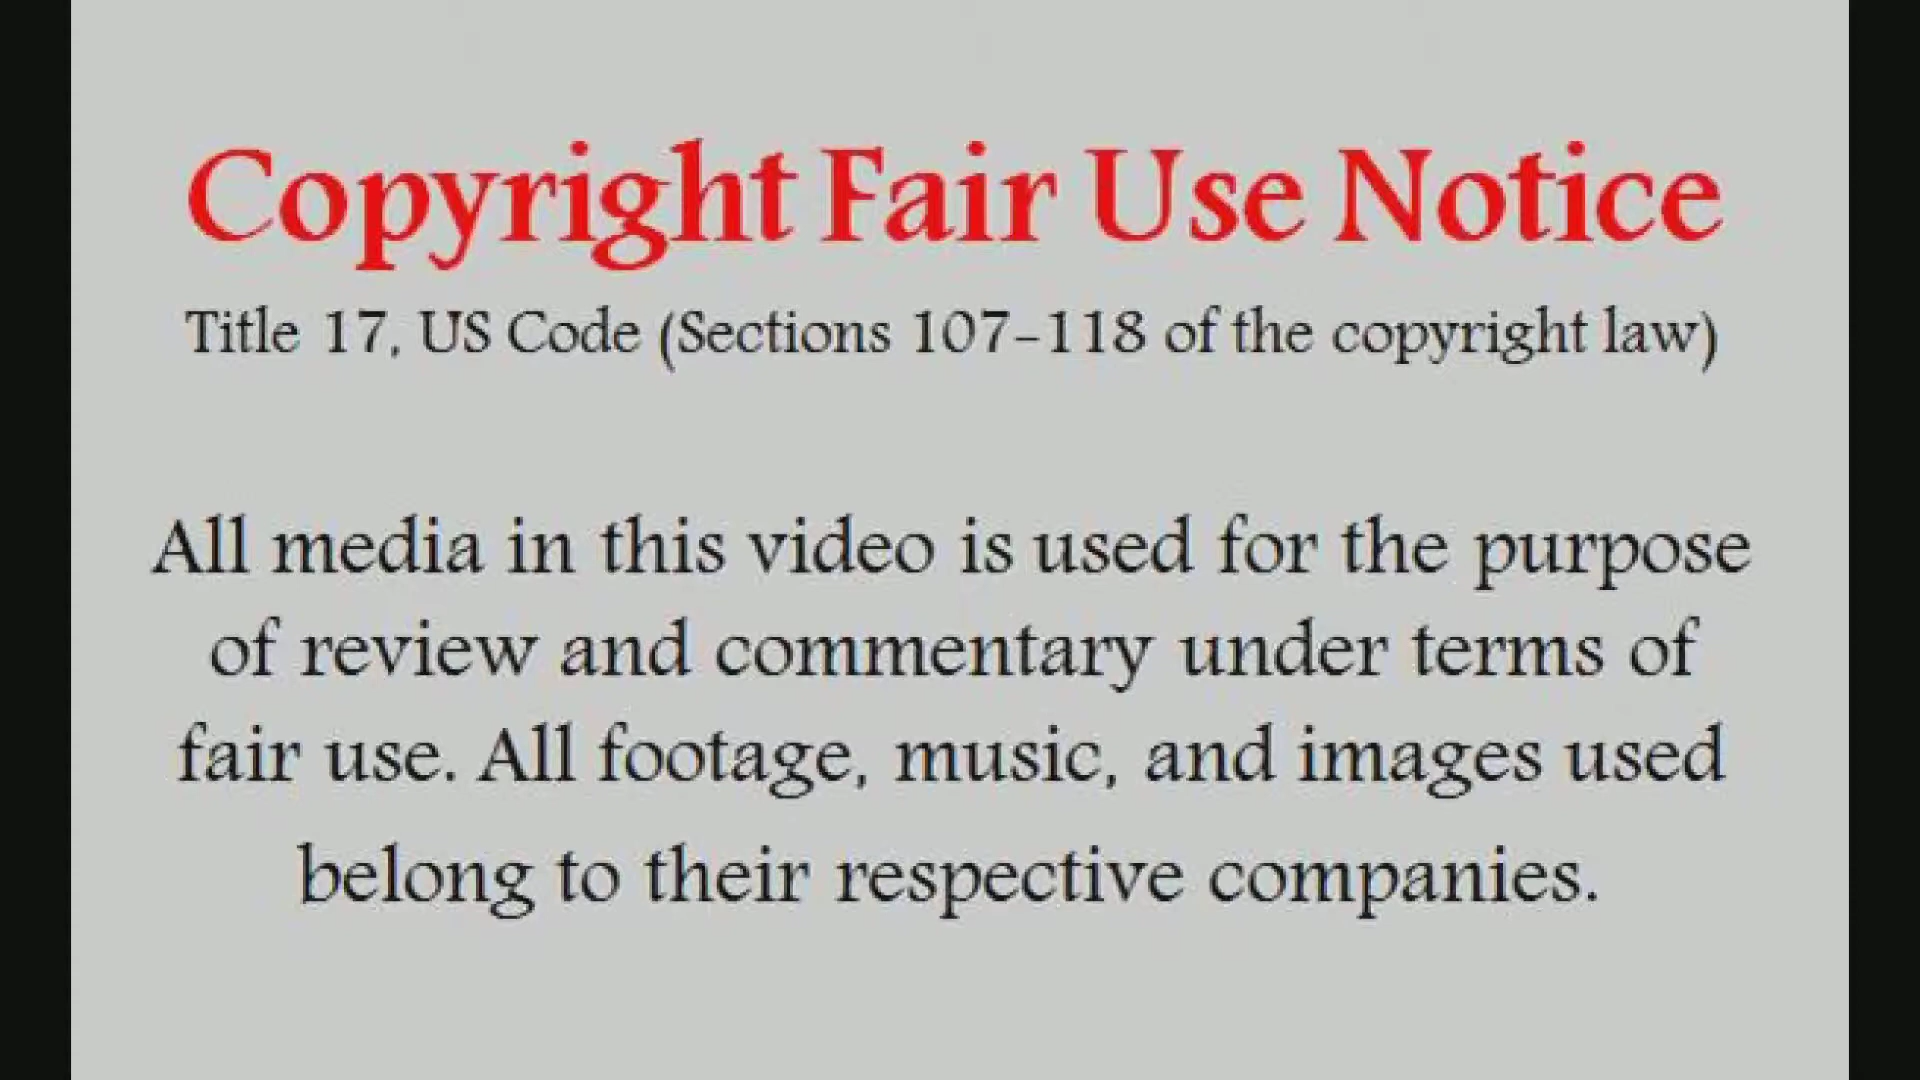 Copyright Fair Use Notice
Title 17, US Code (Sections 107-118 of the copyright law)
All media in this video is used for the purpose
of review and commentary under terms of
fair use. All footage, music, and images used
belong to their respective companies.